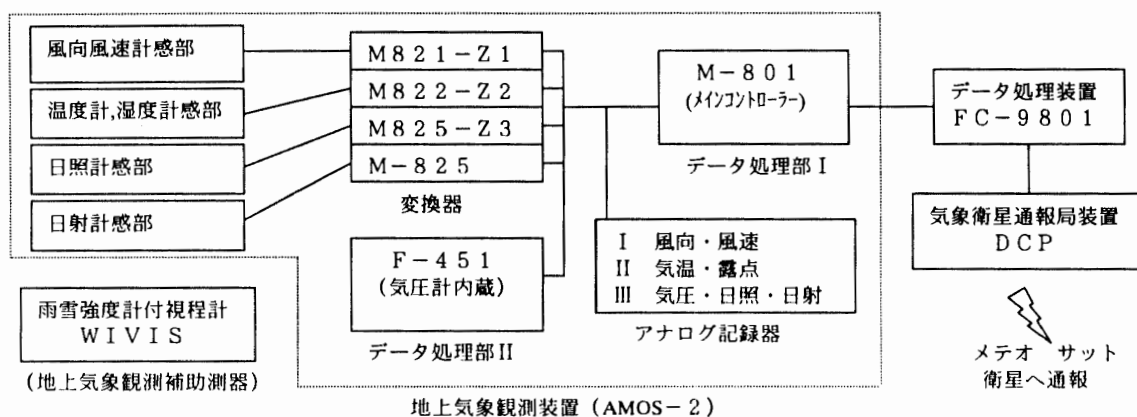 風向風速計感部
温度計,湿度計感部
日照計感部
日射計感部
M821-Z1
M822-Z2
M825-Z3
M-825
変換器
F-451
(気圧計内蔵)
データ処理部Ⅱ
M-801
(メインコントローラー)
データ処理部Ⅰ
Ⅰ 風向・風速
Ⅱ 気温・露点
Ⅲ 気圧・日照・日射
アナログ記録器
データ処理装置
FC-9801
気象衛星通報局装置
DCP
メテオ サット
衛星へ通報
雨雪強度計付視程計
WIVIS
(地上気象観測補助測器)
地上気象観測装置(AMOS-2)